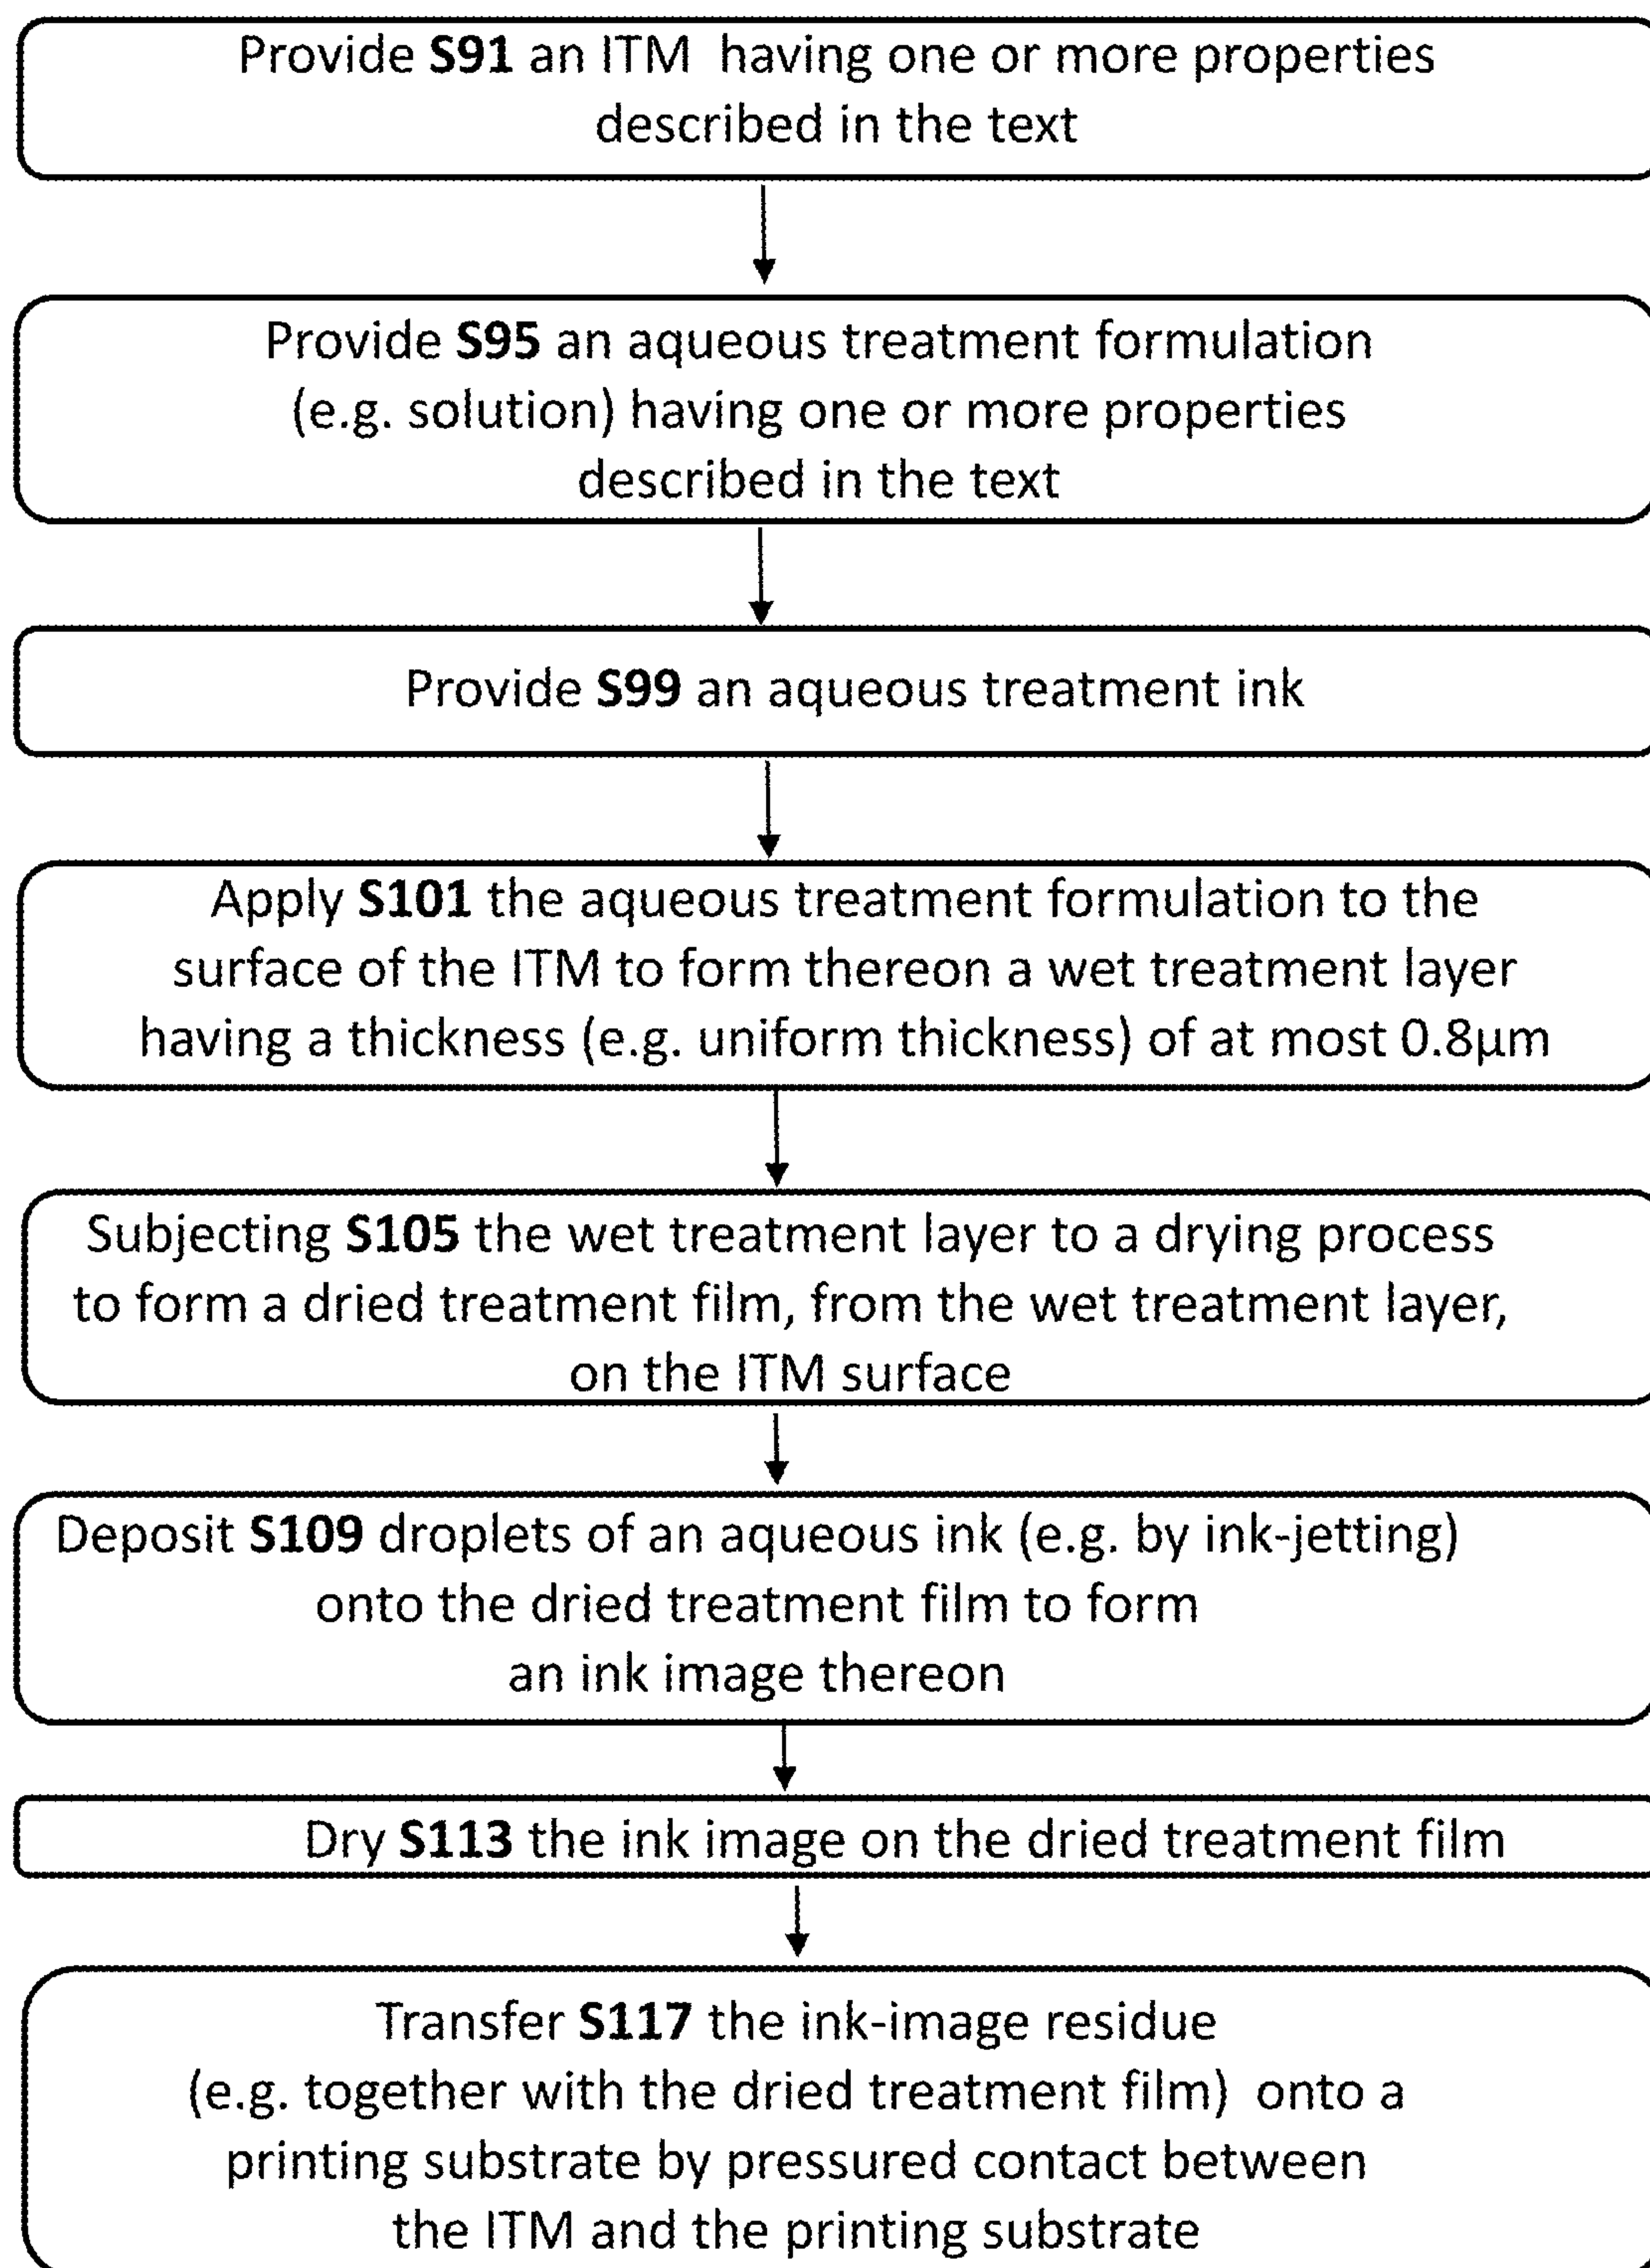 Provide S91 an ITM having one or more properties
described in the text
Provide S95 an aqueous treatment formulation
(e.g. solution) having one or more properties
described in the text
Provide S99 an aqueous treatment ink
Apply S101 the aqueous treatment formulation to the
surface of the ITM to form thereon a wet treatment layer
having a thickness (e.g. uniform thickness) of at most 0.8μm
Subjecting S105 the wet treatment layer to a drying process
to form a dried treatment film, from the wet treatment layer,
on the ITM surface
Deposit S109 droplets of an aqueous ink (e.g. by ink-jetting)
onto the dried treatment film to form
an ink image thereon
Dry S113 the ink image on the dried treatment film
Transfer S117 the ink-image residue
(e.g. together with the dried treatment film) onto a
printing substrate by pressured contact between
the ITM and the printing substrate